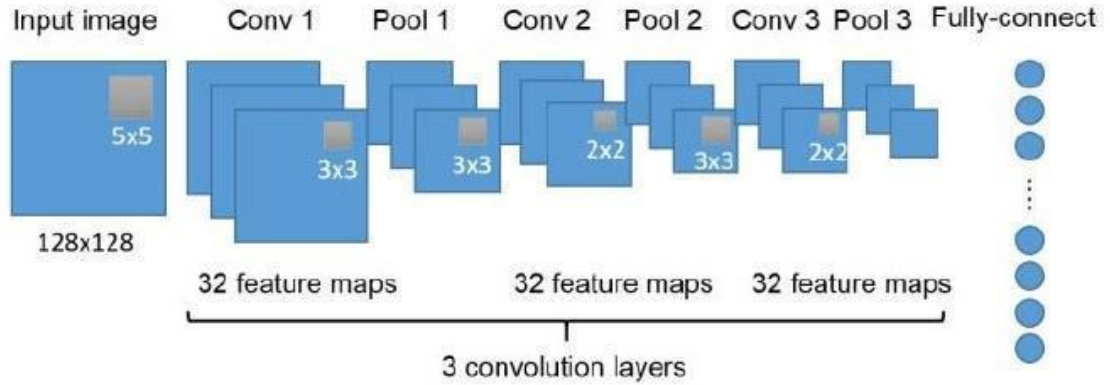 Input image Conv 1 Pool 1 Conv 2 Pool 2 Conv 3 Pool 3 Fully-connect
5x5 3x3 3x3 2x2 3x3 2x2
128x128
32 feature maps 32 feature maps 32 feature maps
3 convolution layers